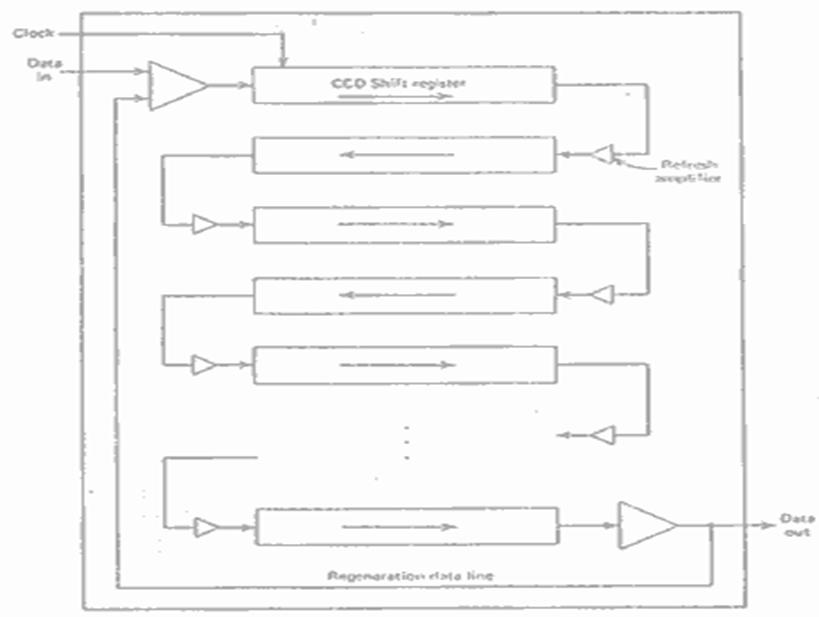 Clock
Data
in
CCD Shift register
Refresh
amplifier
Data
out
Regeneration data line